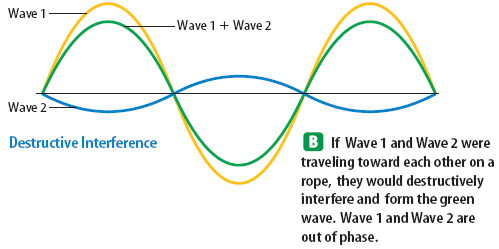 Wave 1
Wave 1 + Wave 2
Wave 2
Destructive Interference
B If Wave 1 and Wave 2 were
traveling toward each other on a
rope, they would destructively
interfere and form the green
wave. Wave 1 and Wave 2 are
out of phase.